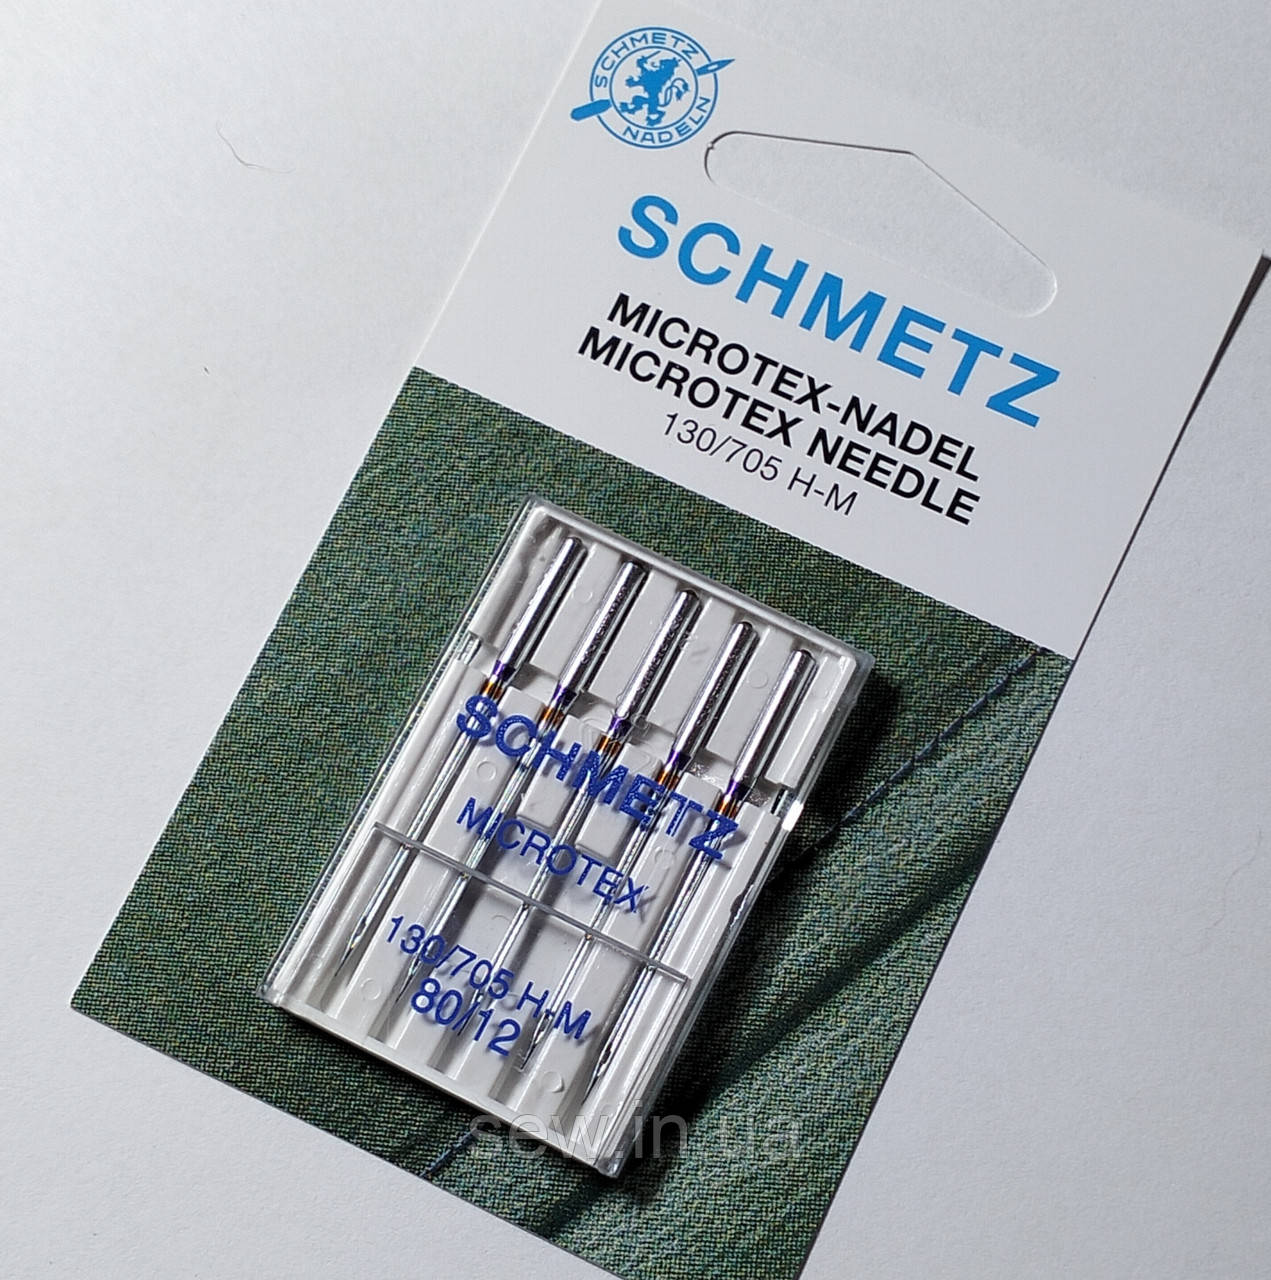 SCHMETZ
NADELN
SCHMETZ
MICROTEX-NADEL
MICROTEX NEEDLE
130/705 H-M
SCHMETZ
MICROTEX
130/705 H-M
80/12
sew.in.ua